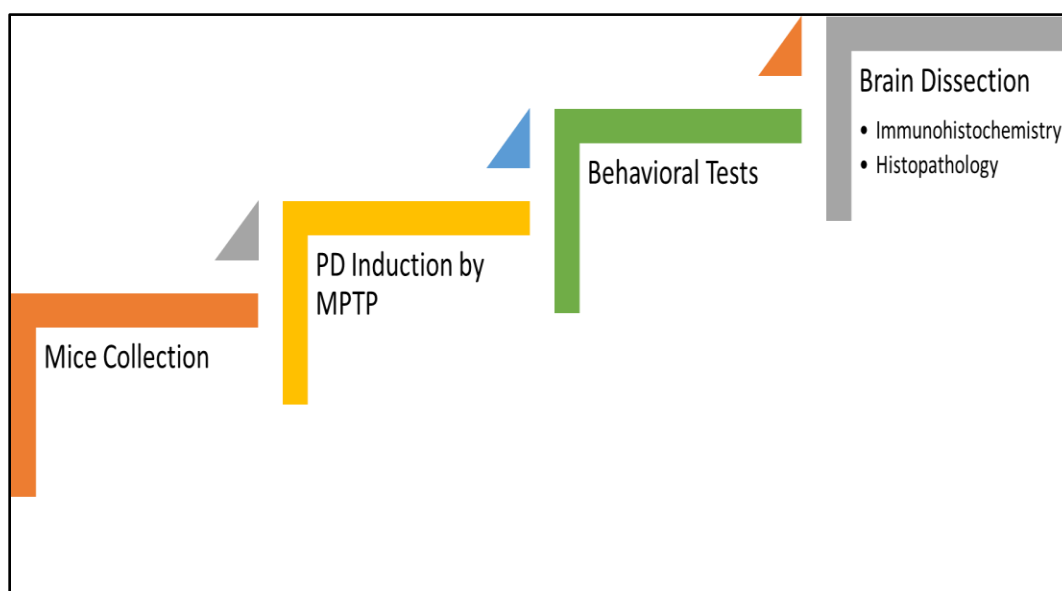 Mice Collection
PD Induction by
MPTP
Behavioral Tests
Brain Dissection
• Immunohistochemistry
• Histopathology